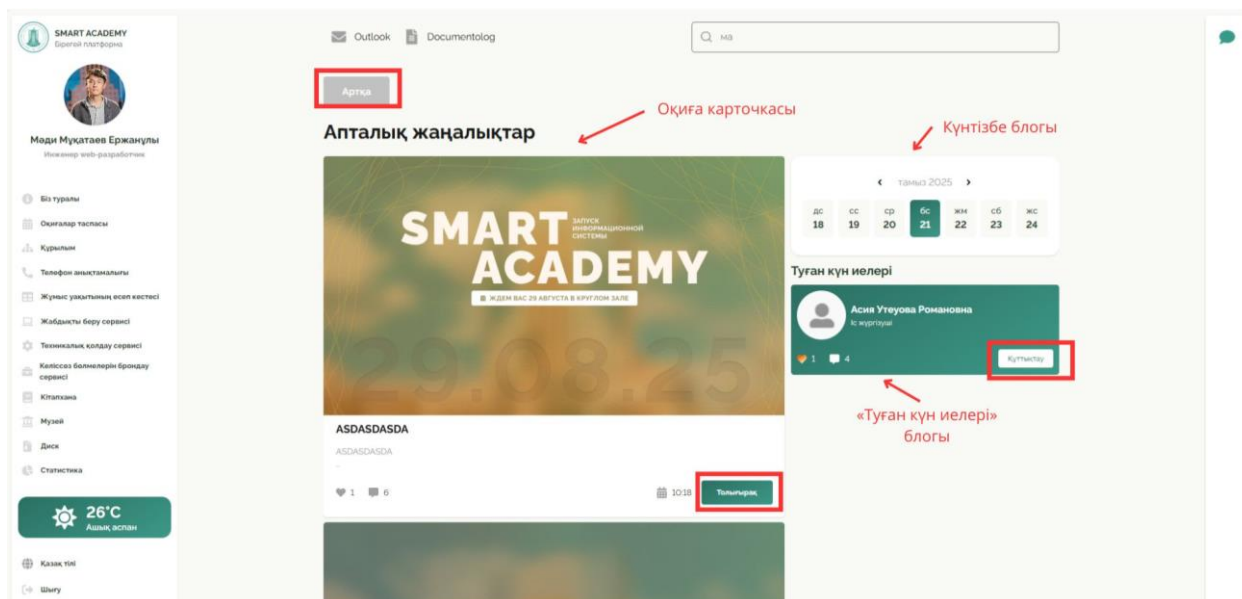 SMART ACADEMY
Бірегей платформа
Мәди Мұқатаев Ержанұлы
Инженер web-разработчик
Біз туралы
Оқиғалар таспасы
Құрылым
Телефон анықтамалығы
Жұмыс уақытының есеп кестесі
Жабдықты беру сервисі
Техникалық қолдау сервисі
Келіссөз бөлмелерін брондау
сервисі
Кітапхана
Музей
Диск
Статистика
26°C
Ашық аспан
Қазақ тілі
Шығу
Outlook
Documentolog
ма
Артқа
Оқиға карточкасы
Апталық жаңалықтар
SMART
ЗАПУСК
ИНФОРМАЦИОННОЙ
СИСТЕМЫ
ACADEMY
ЖДЕМ ВАС 29 АВГУСТА В КРУГЛОМ ЗАЛЕ
29.08.25
ASDASDASDA
ASDASDASDA
1 6
10:18
Толығырақ
Күнтізбе блогы
тамыз 2025
дс сс ср бс жм сб жс
18 19 20 21 22 23 24
Туған күн иелері
Асия Утеуова Романовна
Іс жүргізуші
1 4
Құттықтау
«Туған күн иелері»
блогы